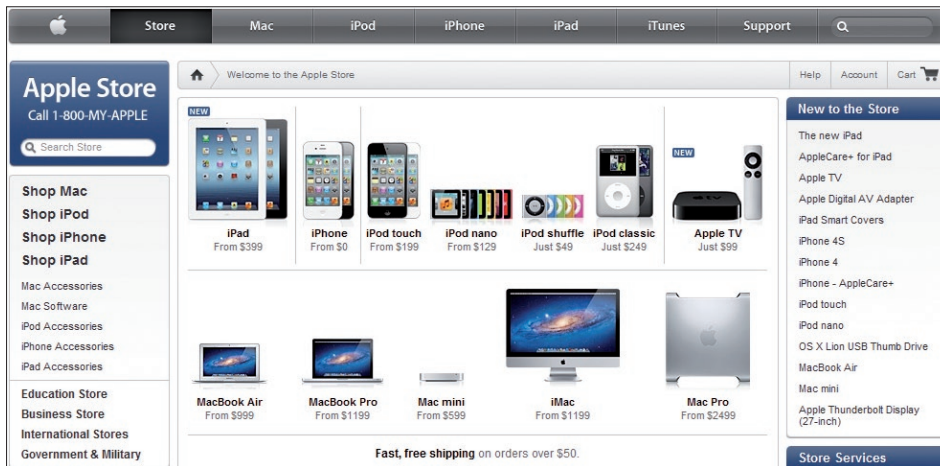 Store
Mac
iPod
iPhone
iPad
iTunes
Support
Apple Store
Call 1-800-MY-APPLE
Search Store
Shop Mac
Shop iPod
Shop iPhone
Shop iPad
Mac Accessories
Mac Software
iPod Accessories
iPhone Accessories
iPad Accessories
Education Store
Business Store
International Stores
Government & Military
Welcome to the Apple Store
Help
Account
Cart
NEW
iPad
From $399
iPhone
From $0
iPod touch
From $199
iPod nano
From $129
iPod shuffle
Just $49
iPod classic
Just $249
NEW
Apple TV
Just $99
MacBook Air
From $999
MacBook Pro
From $1199
Mac mini
From $599
iMac
From $1199
Mac Pro
From $2499
Fast, free shipping on orders over $50.
New to the Store
The new iPad
AppleCare+ for iPad
Apple TV
Apple Digital AV Adapter
iPad Smart Covers
iPhone 4S
iPhone 4
iPhone - AppleCare+
iPod touch
iPod nano
OS X Lion USB Thumb Drive
MacBook Air
Mac mini
Apple Thunderbolt Display
(27-inch)
Store Services